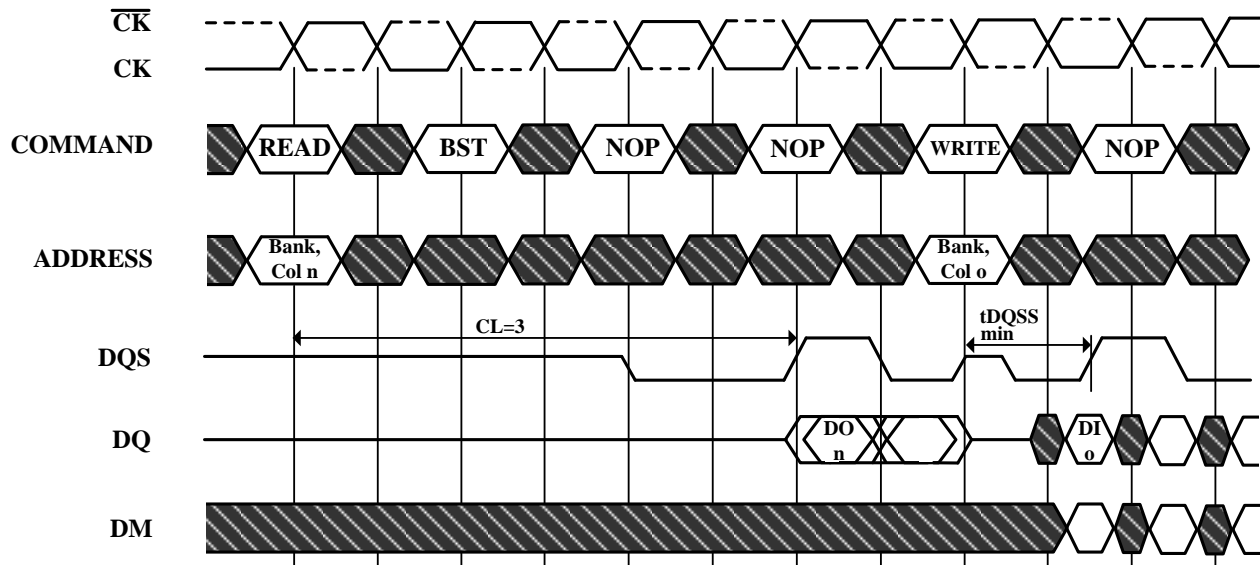 CK
CK
COMMAND
READ
BST
NOP
NOP
WRITE
NOP
ADDRESS
Bank,
Col n
Bank,
Col o
CL=3
tDQSS
min
DQS
DQ
DO
n
DI
o
DM